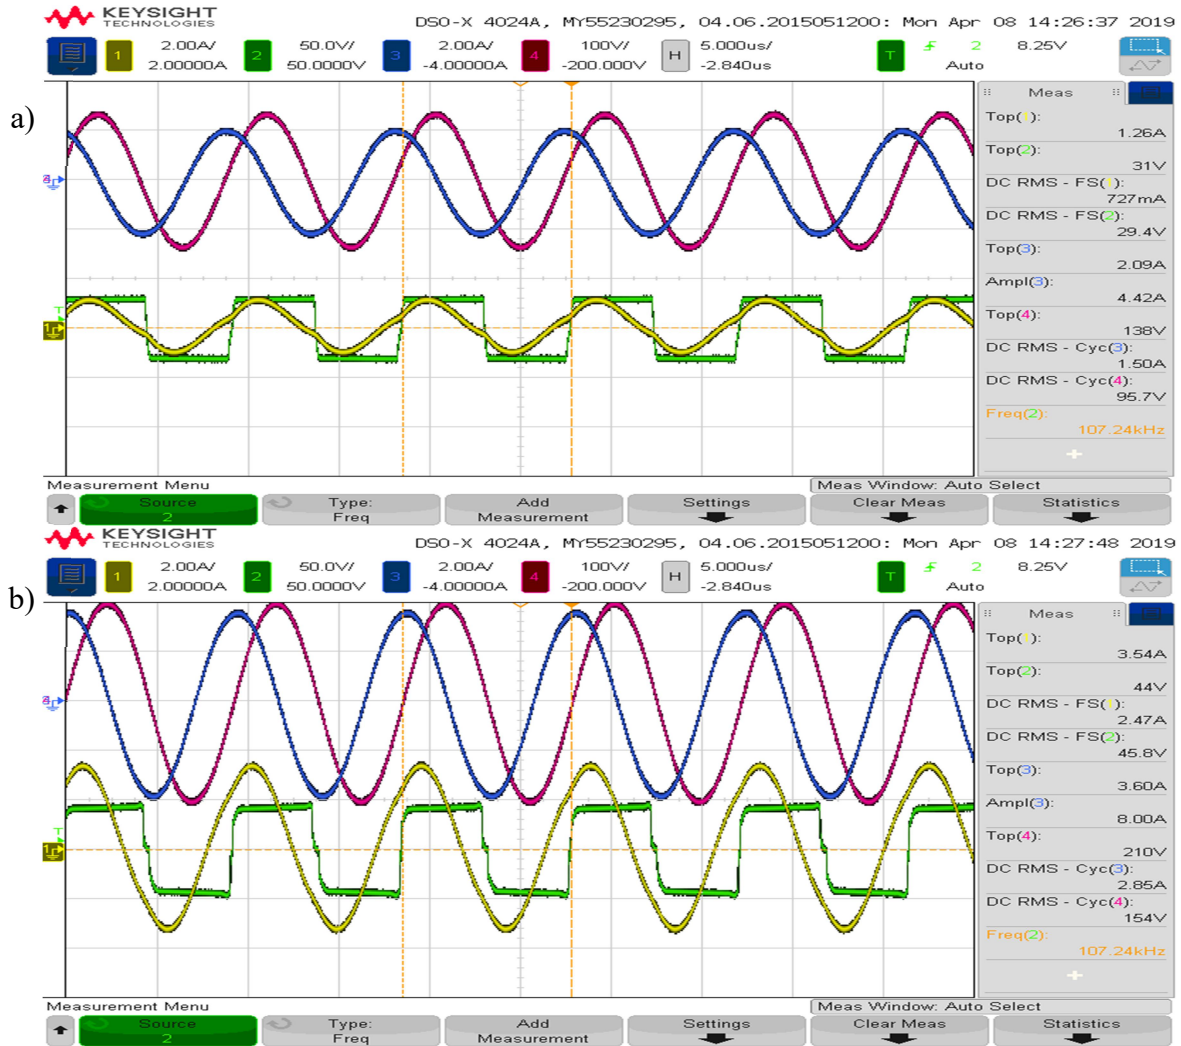 a)
KEYSIGHT
TECHNOLOGIES
DSO-X 4024A, MY55230295, 04.06.2015051200: Mon Apr 08 14:26:37 2019
1 2.00A/ 2 50.0V/ 3 2.00A/ 4 100V/ H 5.000us/ T 2 8.25V
2.00000A 50.0000V -4.00000A -200.000V -2.840us Auto
Meas
Top(1):
1.26A
Top(2):
31V
DC RMS - FS(1):
727mA
DC RMS - FS(2):
29.4V
Top(3):
2.09A
Ampl(3):
4.42A
Top(4):
138V
DC RMS - Cyc(3):
1.50A
DC RMS - Cyc(4):
95.7V
Freq(2):
107.24kHz
+
T
Measurement Menu
Meas Window: Auto Select
Source
2
Type:
Freq
Add
Measurement
Settings
Clear Meas
Statistics
b)
KEYSIGHT
TECHNOLOGIES
DSO-X 4024A, MY55230295, 04.06.2015051200: Mon Apr 08 14:27:48 2019
1 2.00A/ 2 50.0V/ 3 2.00A/ 4 100V/ H 5.000us/ T 2 8.25V
2.00000A 50.0000V -4.00000A -200.000V -2.840us Auto
Meas
Top(1):
3.54A
Top(2):
44V
DC RMS - FS(1):
2.47A
DC RMS - FS(2):
45.8V
Top(3):
3.60A
Ampl(3):
8.00A
Top(4):
210V
DC RMS - Cyc(3):
2.85A
DC RMS - Cyc(4):
154V
Freq(2):
107.24kHz
+
T
Measurement Menu
Meas Window: Auto Select
Source
2
Type:
Freq
Add
Measurement
Settings
Clear Meas
Statistics